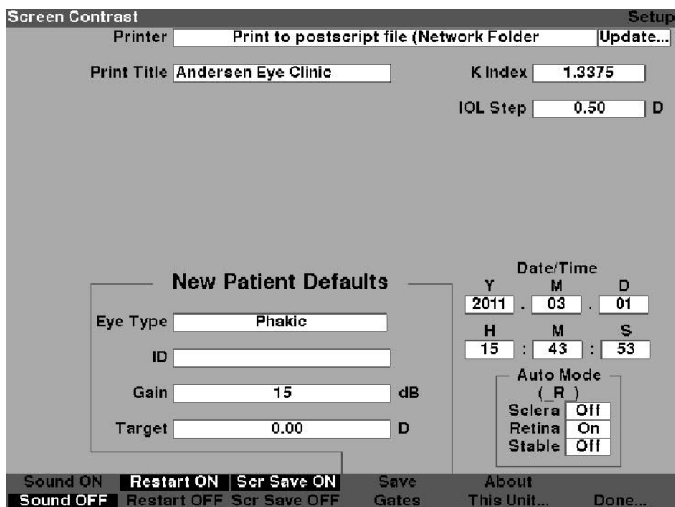 Screen Contrast Setup
Printer Print to postscript file (Network Folder Update...
Print Title Andersen Eye Clinic K Index 1.3375
IOL Step 0.50 D
Date/Time
New Patient Defaults Y M D
2011 . 03 . 01
Eye Type Phakic H M S
ID 15 : 43 : 53
Auto Mode
Gain 15 dB (_R_)
Sclera Off
Target 0.00 D Retina On
Stable Off
Sound ON Restart ON Scr Save ON Save About
Sound OFF Restart OFF Scr Save OFF Gates This Unit... Done...